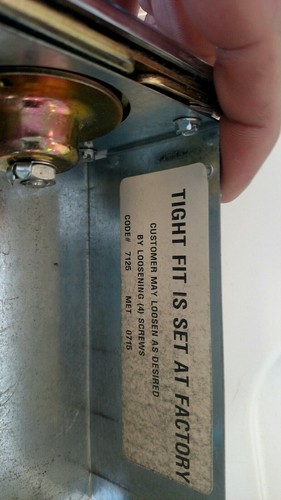 TIGHT FIT IS SET AT FACTORY
CUSTOMER MAY LOOSEN AS DESIRED
BY LOOSENING (4) SCREWS
CODE# 7125 MET 0715